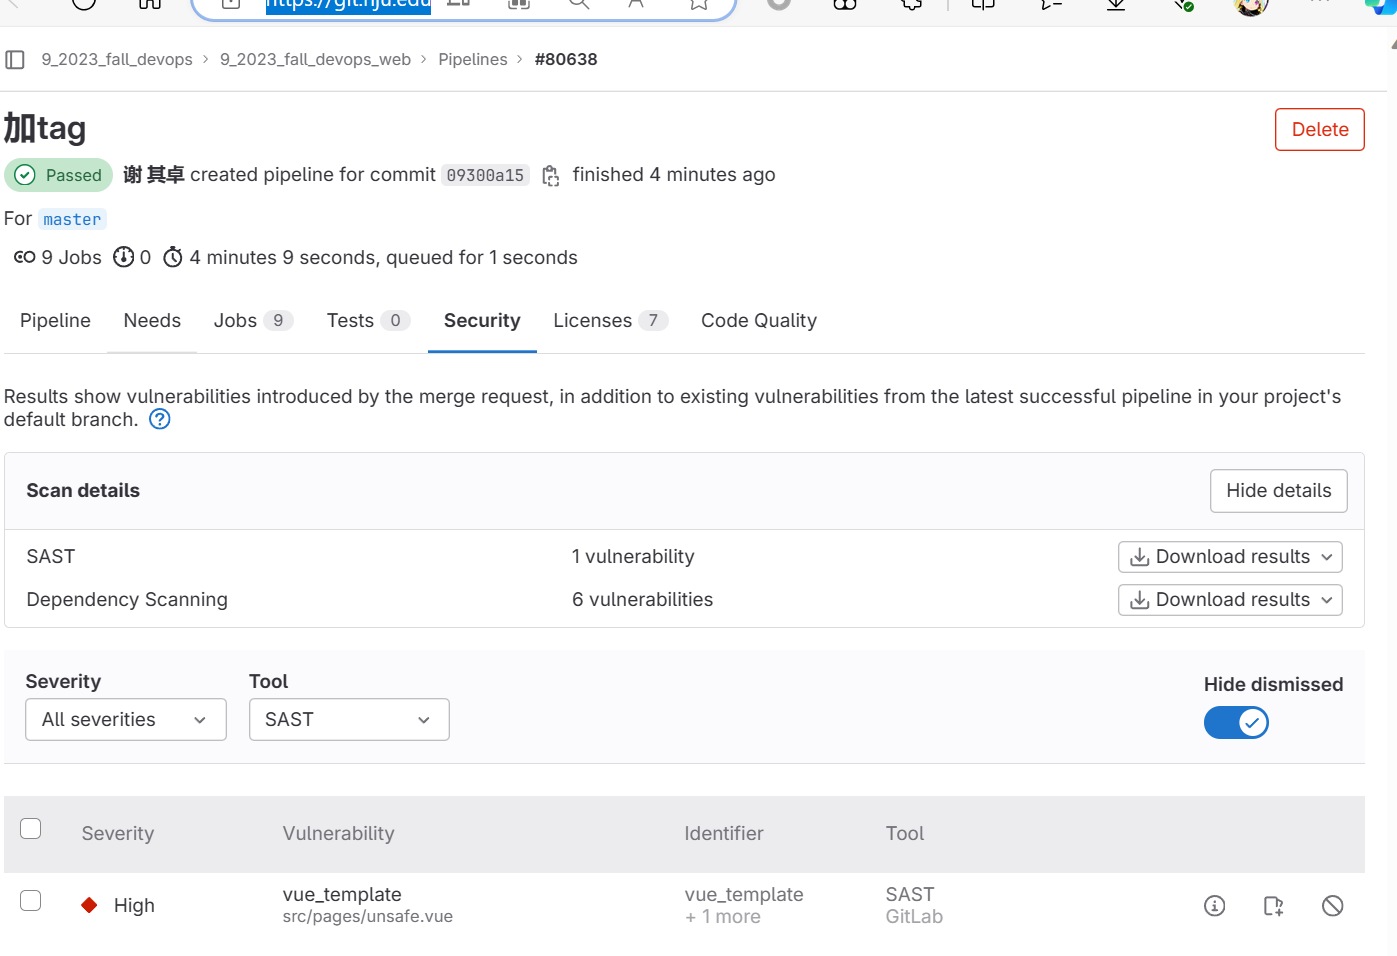 https://git.nju.edu
9_2023_fall_devops > 9_2023_fall_devops_web > Pipelines > #80638
加tag
Delete
Passed 谢 其卓 created pipeline for commit 09300a15 finished 4 minutes ago
For master
9 Jobs 0 4 minutes 9 seconds, queued for 1 seconds
Pipeline Needs Jobs 9 Tests 0 Security Licenses 7 Code Quality
Results show vulnerabilities introduced by the merge request, in addition to existing vulnerabilities from the latest successful pipeline in your project's
default branch.
Scan details Hide details
SAST 1 vulnerability Download results
Dependency Scanning 6 vulnerabilities Download results
Severity Tool Hide dismissed
All severities SAST
Severity Vulnerability Identifier Tool
High vue_template vue_template SAST
src/pages/unsafe.vue + 1 more GitLab